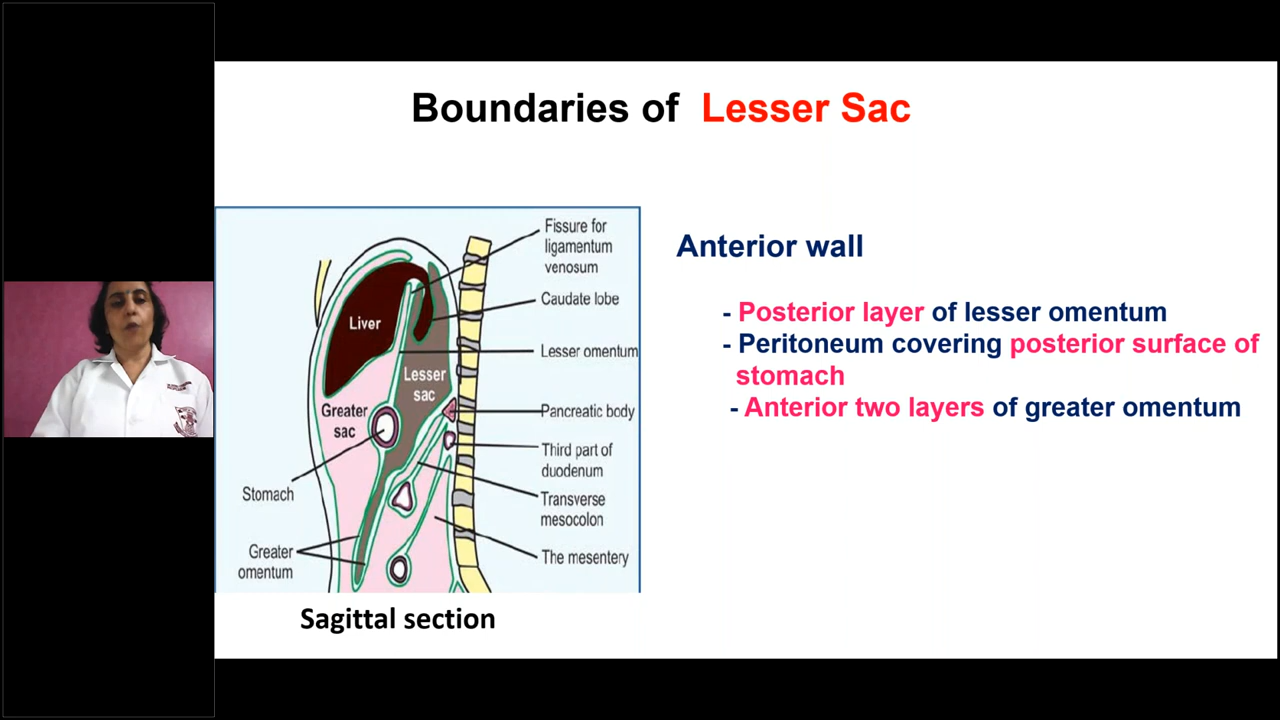 Boundaries of Lesser Sac
Fissure for
ligamentum
venosum
Caudate lobe
Liver
Lesser omentum
Lesser
sac
Greater
sac
Pancreatic body
Third part of
duodenum
Stomach
Transverse
mesocolon
Greater
omentum
The mesentery
Sagittal section
Anterior wall
- Posterior layer of lesser omentum
- Peritoneum covering posterior surface of
stomach
- Anterior two layers of greater omentum